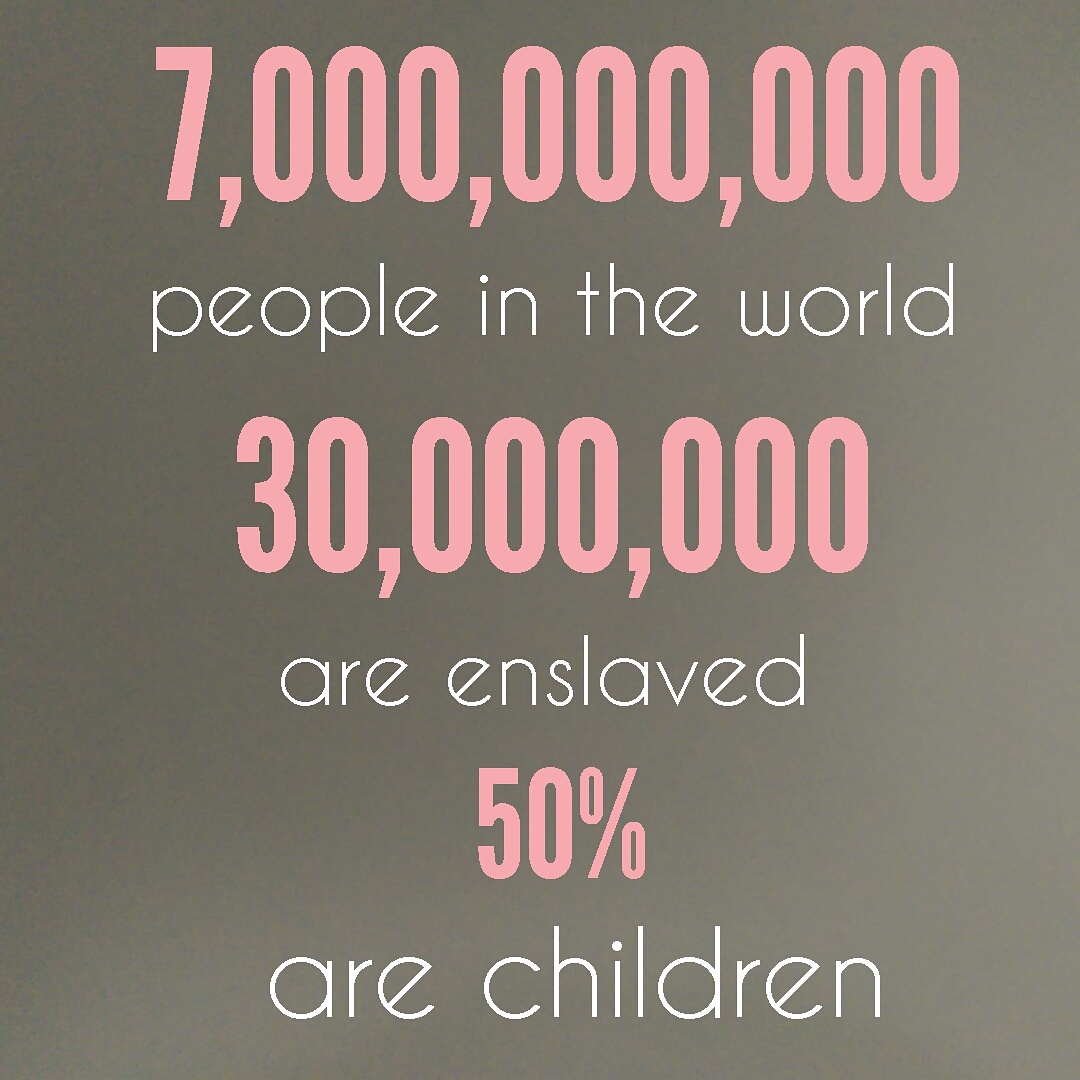 7,000,000,000
people in the world
30,000,000
are enslaved
50%
are children